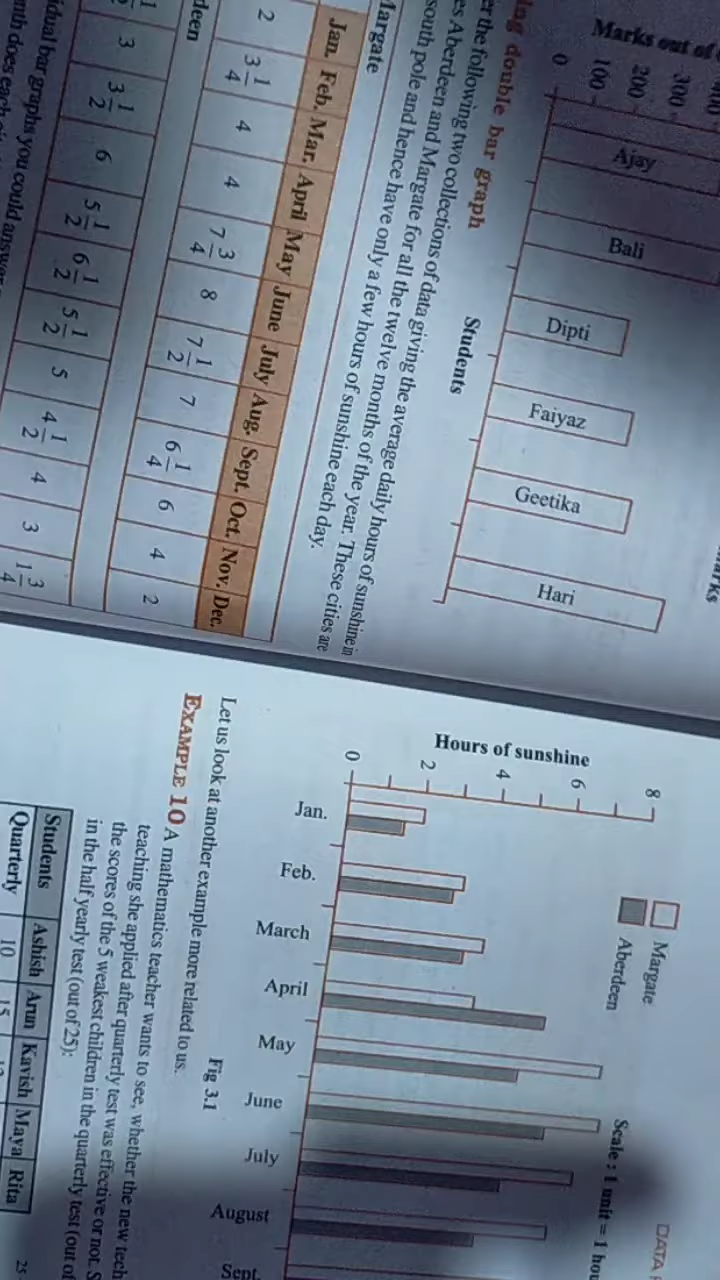 Marks out of
0 100 200 300
Ajay
Bali
Dipti
Faiyaz
Geetika
Hari
Students
double bar graph
the following two collections of data giving the average daily hours of sunshine in
Aberdeen and Margate for all the twelve months of the year. These cities are
south pole and hence have only a few hours of sunshine each day.
Margate
Jan. Feb. Mar. April May June July Aug. Sept. Oct. Nov. Dec.
2 3 1/4 4 4 7 3/4 8 7 1/2 7 6 1/4 6 4 2
3 3 1/2 6 5 1/2 6 1/2 5 1/2 5 4 1/2 4 3 1 3/4
bar graphs you could answer
DATA
Margate
Aberdeen
Scale : 1 unit = 1
Hours of sunshine
0 2 4 6 8
Jan.
Feb.
March
April
May
June
July
August
Sept.
Fig 3.1
Let us look at another example more related to us.
EXAMPLE 10 A mathematics teacher wants to see, whether the new
teaching she applied after quarterly test was effective or not.
the scores of the 5 weakest children in the quarterly test (out of
in the half yearly test (out of 25):
Students Ashish Arun Kavish Maya Rita
Quarterly 10 15
25